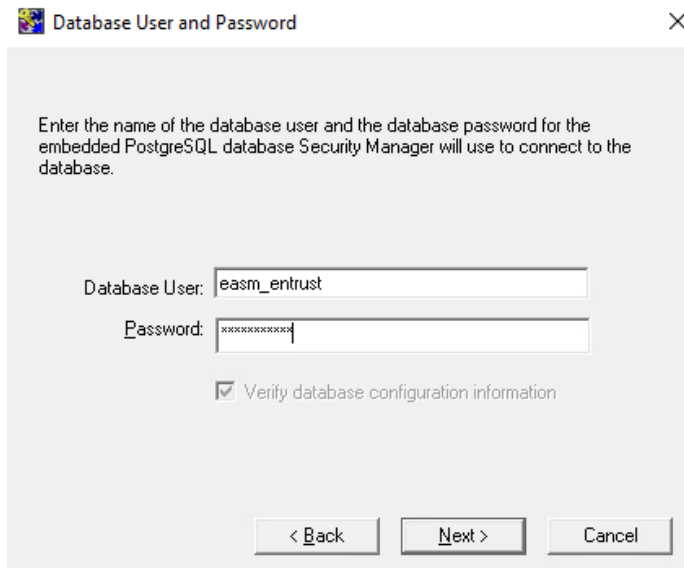 Database User and Password
Enter the name of the database user and the database password for the
embedded PostgreSQL database Security Manager will use to connect to the
database.
Database User: easm_entrust
Password: xxxxxxxxxxx
Verify database configuration information
< Back Next > Cancel